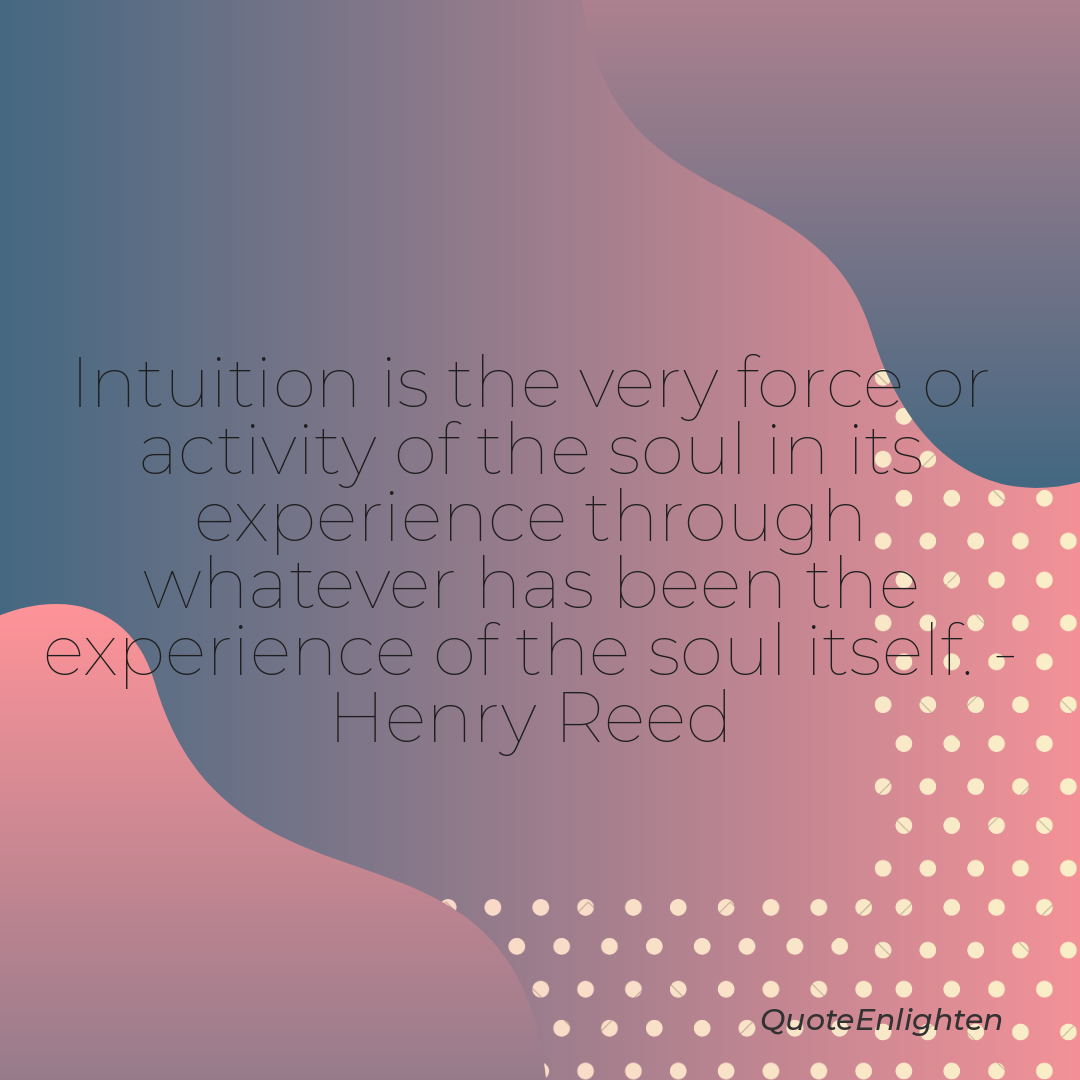 Intuition is the very force or
activity of the soul in its
experience through
whatever has been the
experience of the soul itself. -
Henry Reed
QuoteEnlighten